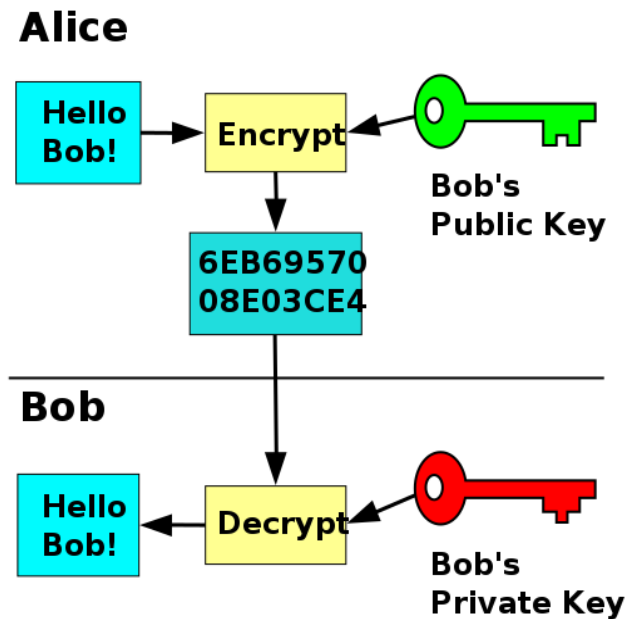 Alice
Hello
Bob!
Encrypt
Bob's
Public Key
6EB69570
08E03CE4
Bob
Hello
Bob!
Decrypt
Bob's
Private Key